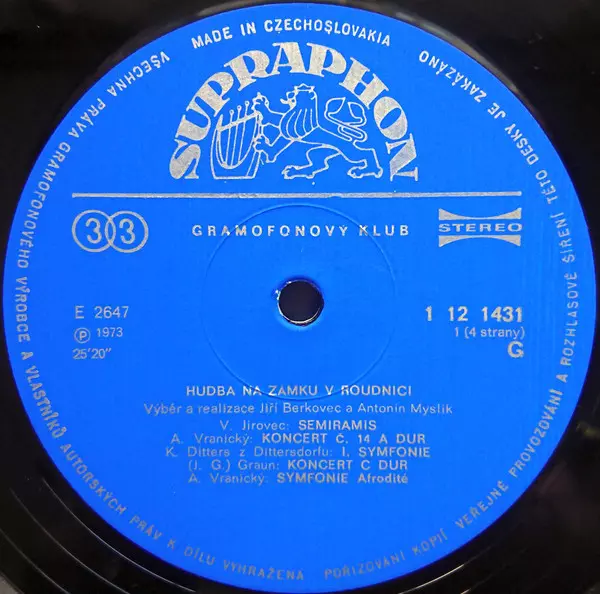 MADE IN CZECHOSLOVAKIA
VŠECHNA PRÁVA GRAMOFONOVÉHO VÝROBCE A VLASTNÍKŮ AUTORSKÝCH PRÁV K DÍLU VYHRAŽENA
POŘIZOVÁNÍ KOPIÍ VEŘEJNÉ PROVOZOVÁNÍ A ROZHLASOVÉ ŠÍŘENÍ TÉTO DESKY JE ZAKÁZÁNO
SUPRAPHON
33
GRAMOFONOVÝ KLUB
STEREO
E 2647
Ⓟ 1973
25'20"
1 12 1431
1 (4 strany)
G
HUDBA NA ZÁMKU V ROUDNICI
Výběr a realizace Jiří Berkovec a Antonín Myslík
V. Jírovec: SEMIRAMIS
A. Vranický: KONCERT Č. 14 A DUR
K. Ditters z Dittersdorfu: I. SYMFONIE
(J. G.) Graun: KONCERT C DUR
A. Vranický: SYMFONIE Afrodité